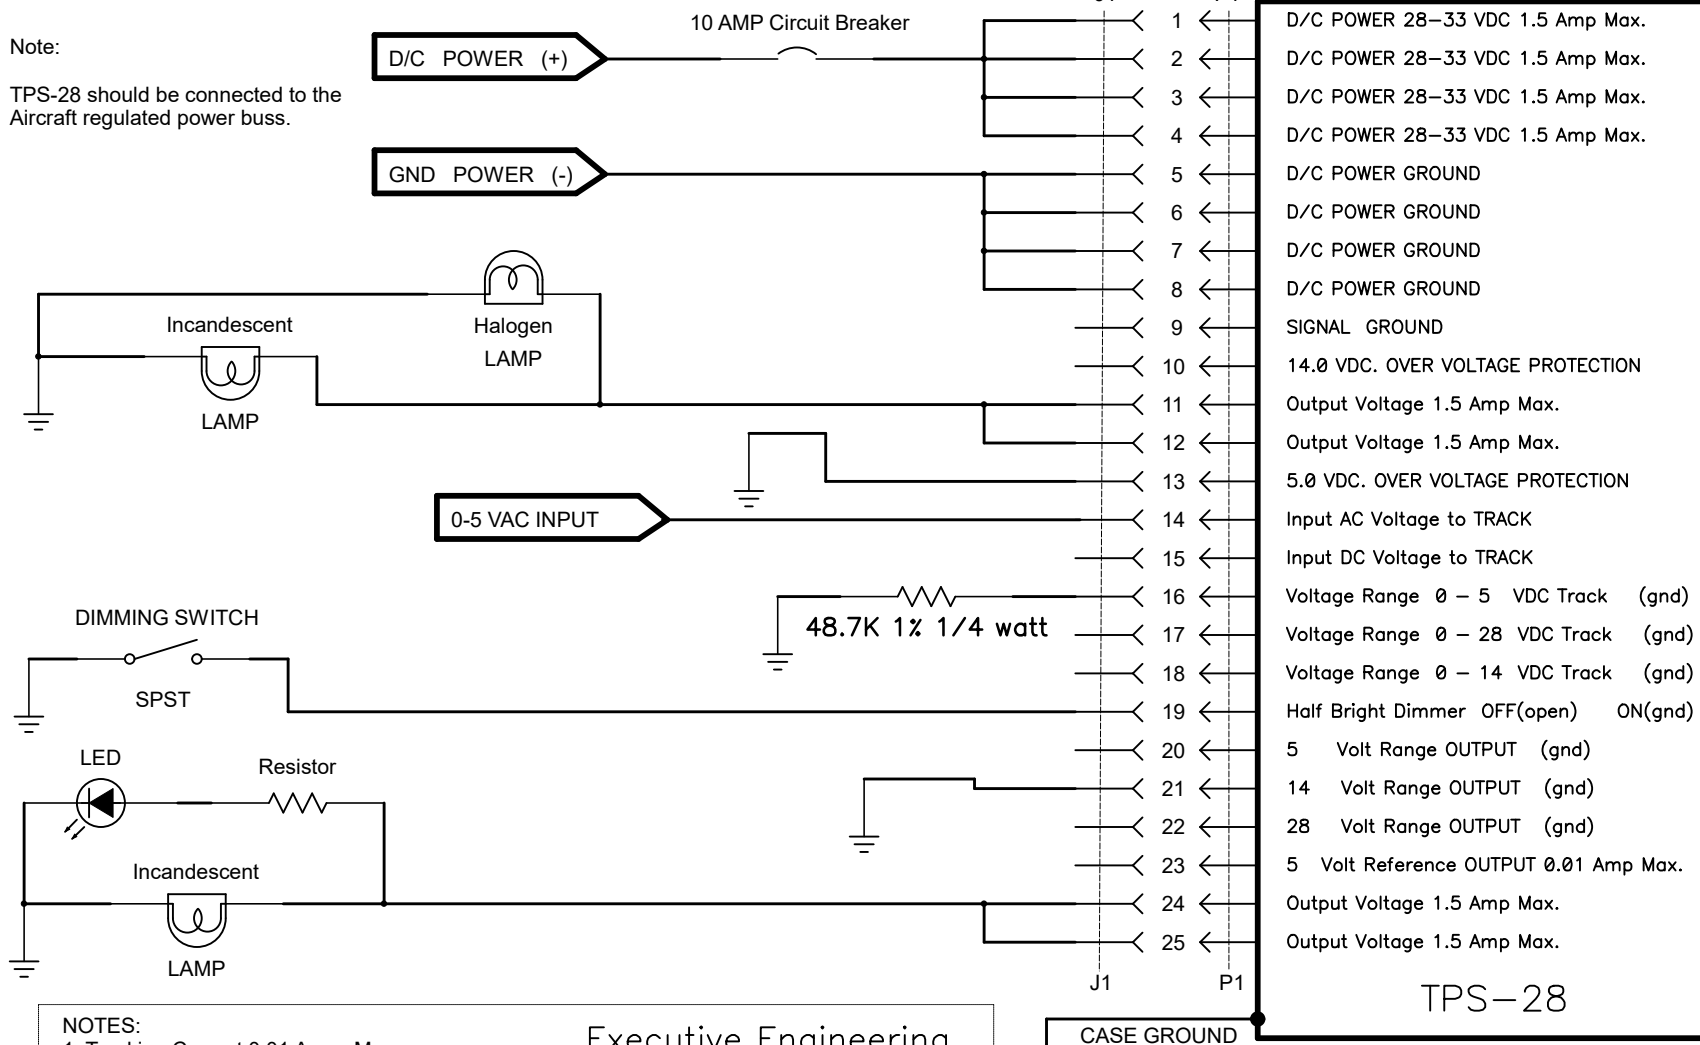 10 AMP Circuit Breaker
Note:
D/C POWER (+)
TPS-28 should be connected to the
Aircraft regulated power buss.
GND POWER (-)
Incandescent
LAMP
Halogen
LAMP
0-5 VAC INPUT
48.7K 1% 1/4 watt
DIMMING SWITCH
SPST
LED
Resistor
Incandescent
LAMP
1 D/C POWER 28-33 VDC 1.5 Amp Max.
2 D/C POWER 28-33 VDC 1.5 Amp Max.
3 D/C POWER 28-33 VDC 1.5 Amp Max.
4 D/C POWER 28-33 VDC 1.5 Amp Max.
5 D/C POWER GROUND
6 D/C POWER GROUND
7 D/C POWER GROUND
8 D/C POWER GROUND
9 SIGNAL GROUND
10 14.0 VDC. OVER VOLTAGE PROTECTION
11 Output Voltage 1.5 Amp Max.
12 Output Voltage 1.5 Amp Max.
13 5.0 VDC. OVER VOLTAGE PROTECTION
14 Input AC Voltage to TRACK
15 Input DC Voltage to TRACK
16 Voltage Range 0 - 5 VDC Track (gnd)
17 Voltage Range 0 - 28 VDC Track (gnd)
18 Voltage Range 0 - 14 VDC Track (gnd)
19 Half Bright Dimmer OFF(open) ON(gnd)
20 5 Volt Range OUTPUT (gnd)
21 14 Volt Range OUTPUT (gnd)
22 28 Volt Range OUTPUT (gnd)
23 5 Volt Reference OUTPUT 0.01 Amp Max.
24 Output Voltage 1.5 Amp Max.
25 Output Voltage 1.5 Amp Max.
J1 P1
TPS-28
CASE GROUND
NOTES:
Executive Engineering